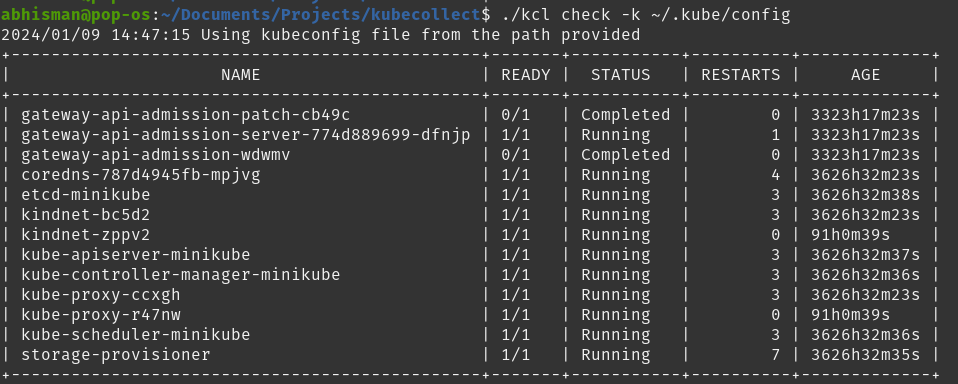 abhisman@pop-os:~/Documents/Projects/kubecollect$ ./kcl check -k ~/.kube/config
2024/01/09 14:47:15 Using kubeconfig file from the path provided
+-----------------------------------------------+-------+-----------+----------+-------------+
|                     NAME                      | READY |  STATUS   | RESTARTS |     AGE     |
+-----------------------------------------------+-------+-----------+----------+-------------+
| gateway-api-admission-patch-cb49c             | 0/1   | Completed |        0 | 3323h17m23s |
| gateway-api-admission-server-774d889699-dfnjp | 1/1   | Running   |        1 | 3323h17m23s |
| gateway-api-admission-wdwmv                   | 0/1   | Completed |        0 | 3323h17m23s |
| coredns-787d4945fb-mpjvg                      | 1/1   | Running   |        4 | 3626h32m23s |
| etcd-minikube                                 | 1/1   | Running   |        3 | 3626h32m38s |
| kindnet-bc5d2                                 | 1/1   | Running   |        3 | 3626h32m23s |
| kindnet-zppv2                                 | 1/1   | Running   |        0 | 91h0m39s    |
| kube-apiserver-minikube                       | 1/1   | Running   |        3 | 3626h32m37s |
| kube-controller-manager-minikube              | 1/1   | Running   |        3 | 3626h32m36s |
| kube-proxy-ccxgh                              | 1/1   | Running   |        3 | 3626h32m23s |
| kube-proxy-r47nw                              | 1/1   | Running   |        0 | 91h0m39s    |
| kube-scheduler-minikube                       | 1/1   | Running   |        3 | 3626h32m36s |
| storage-provisioner                           | 1/1   | Running   |        7 | 3626h32m35s |
+-----------------------------------------------+-------+-----------+----------+-------------+